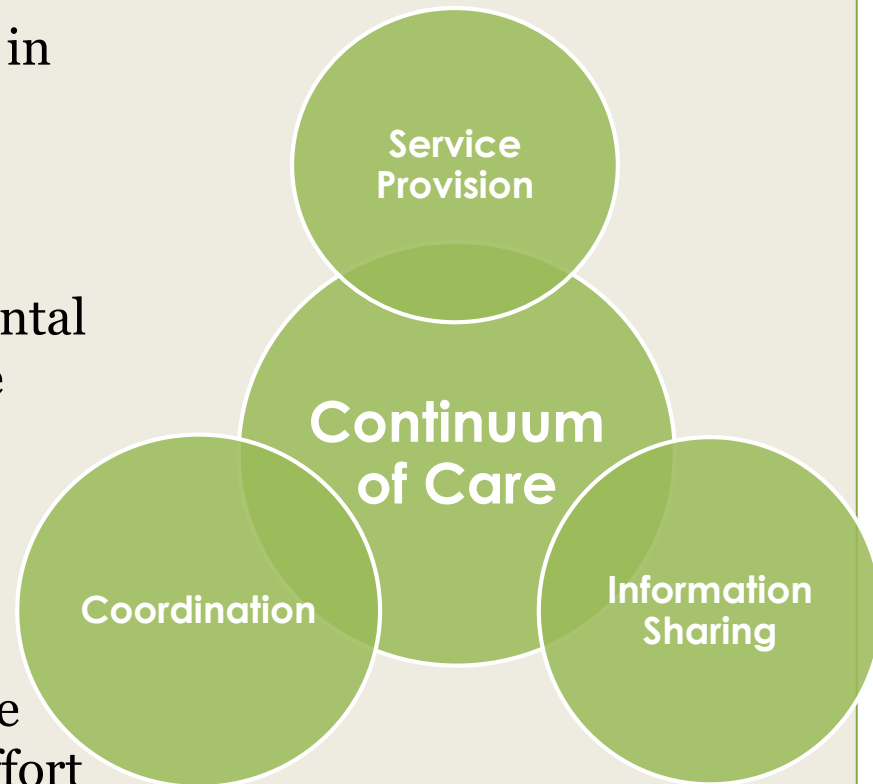 in
ntal
e
e
ffort
Service
Provision
Continuum
of Care
Coordination
Information
Sharing